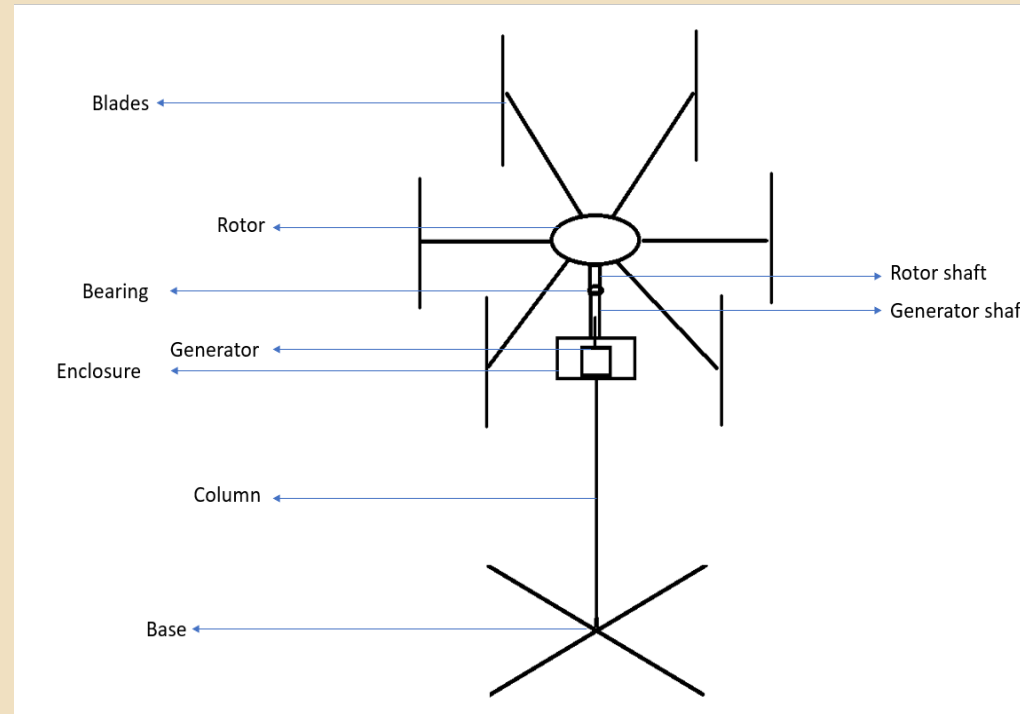 Blades
Rotor
Rotor shaft
Bearing
Generator shaf
Generator
Enclosure
Column
Base